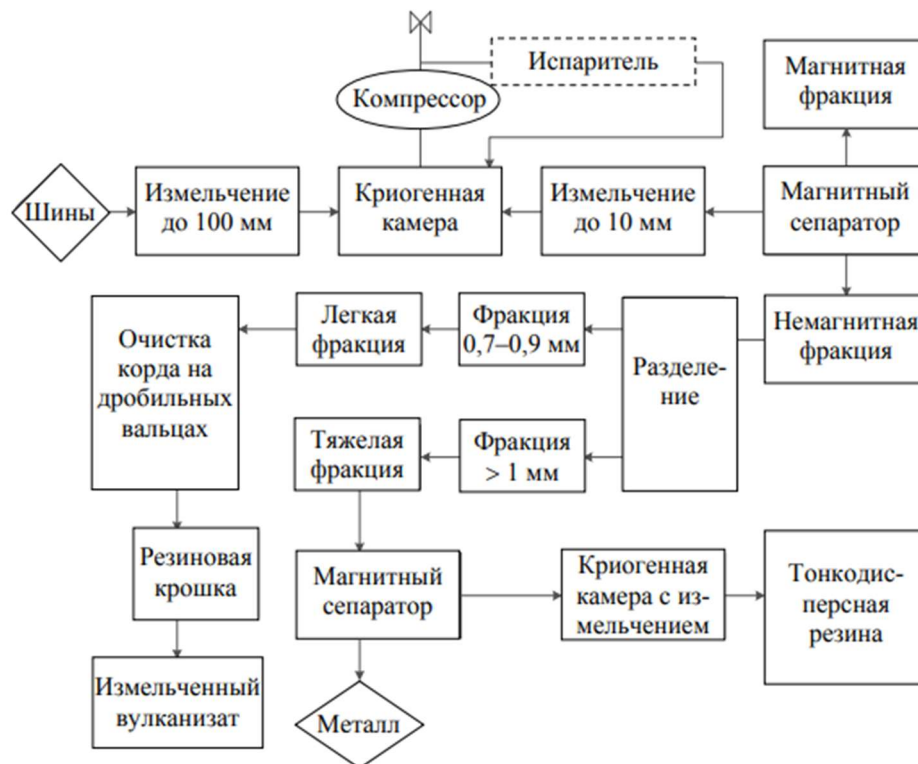 Испаритель
Компрессор
Магнитная
фракция
Шины
Измельчение
до 100 мм
Криогенная
камера
Измельчение
до 10 мм
Магнитный
сепаратор
Очистка
корда на
дробильных
вальцах
Легкая
фракция
Фракция
0,7–0,9 мм
Разделе-
ние
Немагнитная
фракция
Тяжелая
фракция
Фракция
> 1 мм
Резиновая
крошка
Магнитный
сепаратор
Криогенная
камера с из-
мельчением
Тонкодис-
персная
резина
Измельченный
вулканизат
Металл